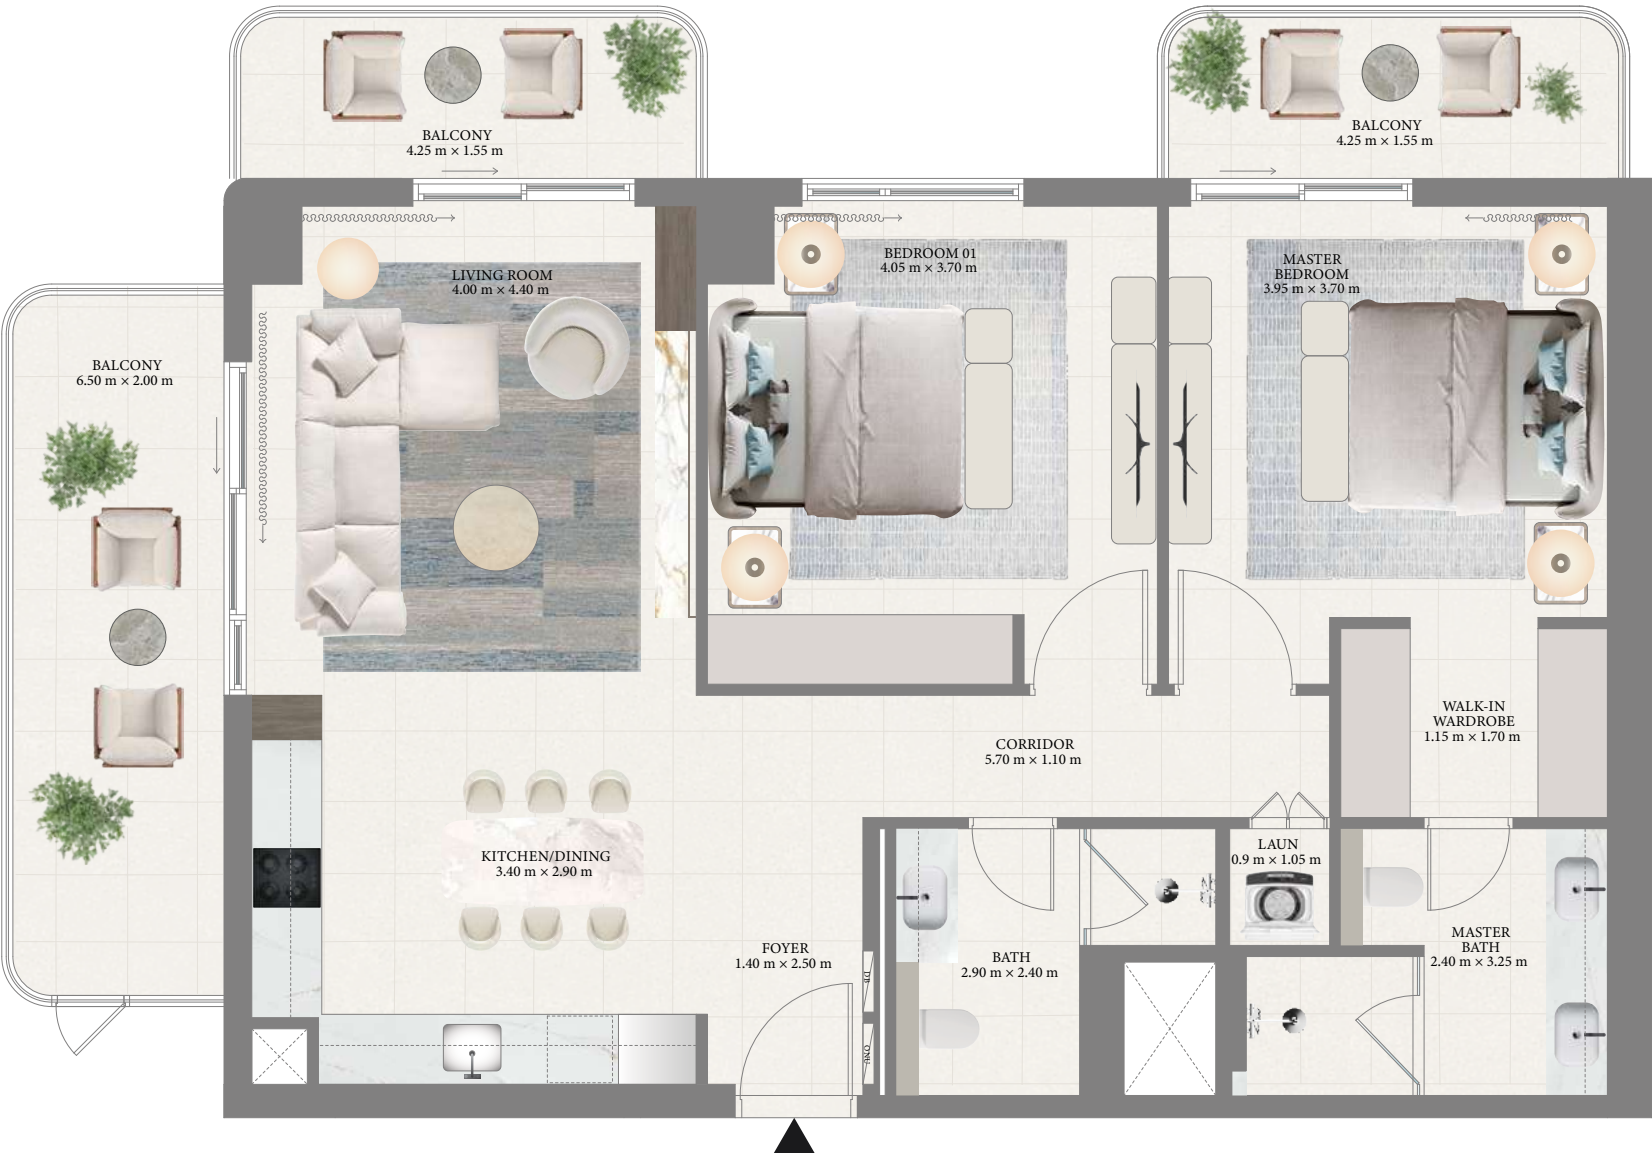 BALCONY
4.25 m × 1.55 m
BALCONY
4.25 m × 1.55 m
BEDROOM 01
4.05 m × 3.70 m
MASTER
BEDROOM
3.95 m × 3.70 m
LIVING ROOM
4.00 m × 4.40 m
BALCONY
6.50 m × 2.00 m
WALK-IN
WARDROBE
1.15 m × 1.70 m
CORRIDOR
5.70 m × 1.10 m
KITCHEN/DINING
3.40 m × 2.90 m
LAUN
0.9 m × 1.05 m
FOYER
1.40 m × 2.50 m
BATH
2.90 m × 2.40 m
MASTER
BATH
2.40 m × 3.25 m
DB
ONU